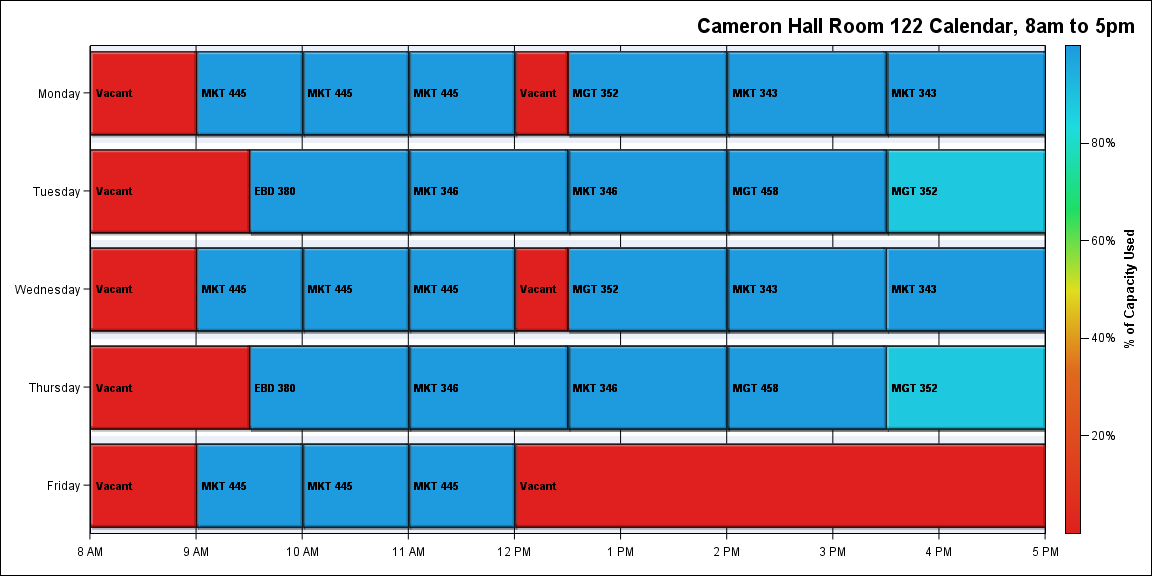 Cameron Hall Room 122 Calendar, 8am to 5pm
Monday
Vacant
MKT 445
MKT 445
MKT 445
Vacant
MGT 352
MKT 343
MKT 343
Tuesday
Vacant
EBD 380
MKT 346
MKT 346
MGT 458
MGT 352
Wednesday
Vacant
MKT 445
MKT 445
MKT 445
Vacant
MGT 352
MKT 343
MKT 343
Thursday
Vacant
EBD 380
MKT 346
MKT 346
MGT 458
MGT 352
Friday
Vacant
MKT 445
MKT 445
MKT 445
Vacant
8 AM
9 AM
10 AM
11 AM
12 PM
1 PM
2 PM
3 PM
4 PM
5 PM
80%
60%
40%
20%
% of Capacity Used